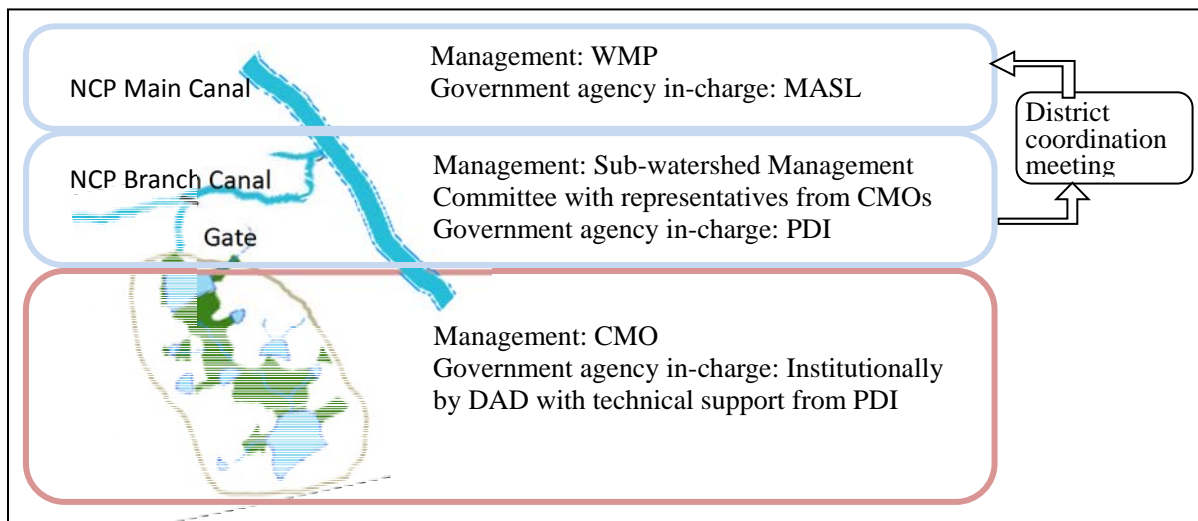 NCP Main Canal
Management: WMP
Government agency in-charge: MASL
District
coordination
meeting
NCP Branch Canal
Management: Sub-watershed Management
Committee with representatives from CMOs
Government agency in-charge: PDI
Gate
Management: CMO
Government agency in-charge: Institutionally
by DAD with technical support from PDI